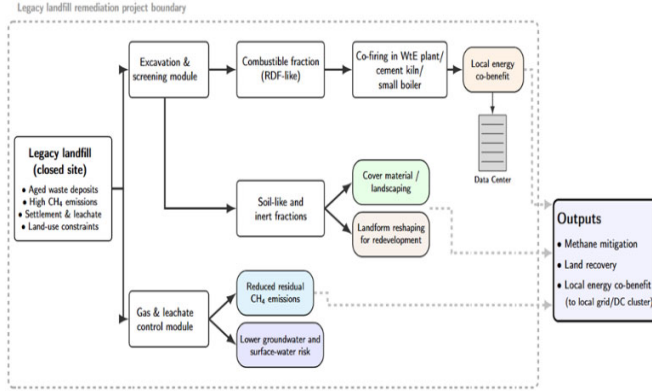 Legacy landfill remediation project boundary
Excavation &
screening module
Combustible fraction
(RDF-like)
Co-firing in WtE plant/
cement kiln/
small boiler
Local energy
co-benefit
Data Center
Legacy landfill
(closed site)
• Aged waste deposits
• High CH₄ emissions
• Settlement & leachate
• Land-use constraints
Soil-like and
inert fractions
Cover material /
landscaping
Landform reshaping
for redevelopment
Gas & leachate
control module
Reduced residual
CH₄ emissions
Lower groundwater and
surface-water risk
Outputs
• Methane mitigation
• Land recovery
• Local energy co-benefit
(to local grid/DC cluster)